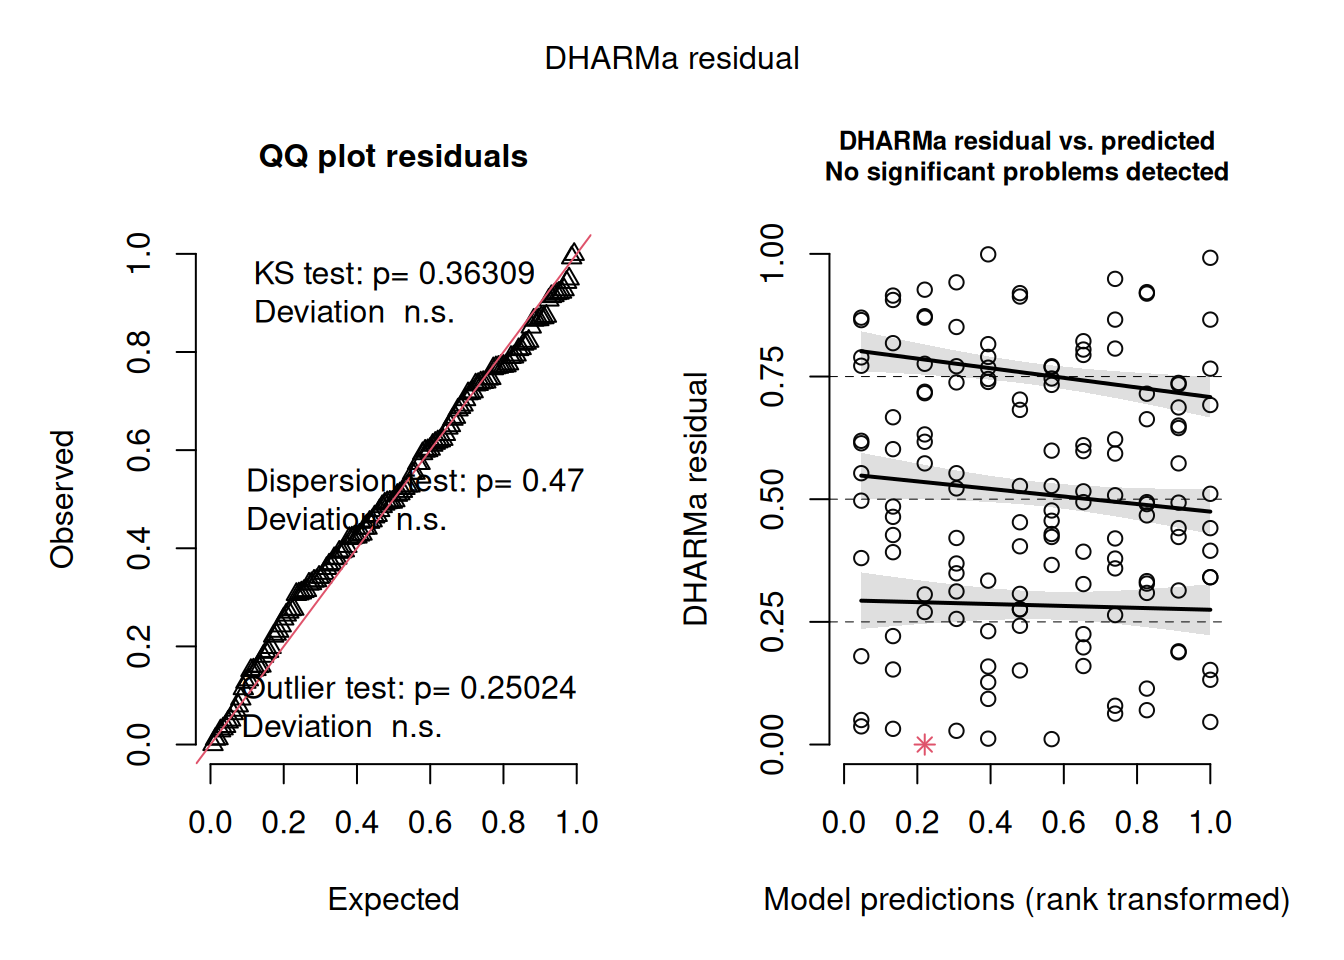 DHARMa residual
QQ plot residuals
KS test: p= 0.36309
Deviation  n.s.
Dispersion test: p= 0.47
Deviation  n.s.
Outlier test: p= 0.25024
Deviation  n.s.
Observed
0.0
0.2
0.4
0.6
0.8
1.0
0.0 0.2 0.4 0.6 0.8 1.0
Expected
DHARMa residual vs. predicted
No significant problems detected
DHARMa residual
0.00
0.25
0.50
0.75
1.00
0.0 0.2 0.4 0.6 0.8 1.0
Model predictions (rank transformed)